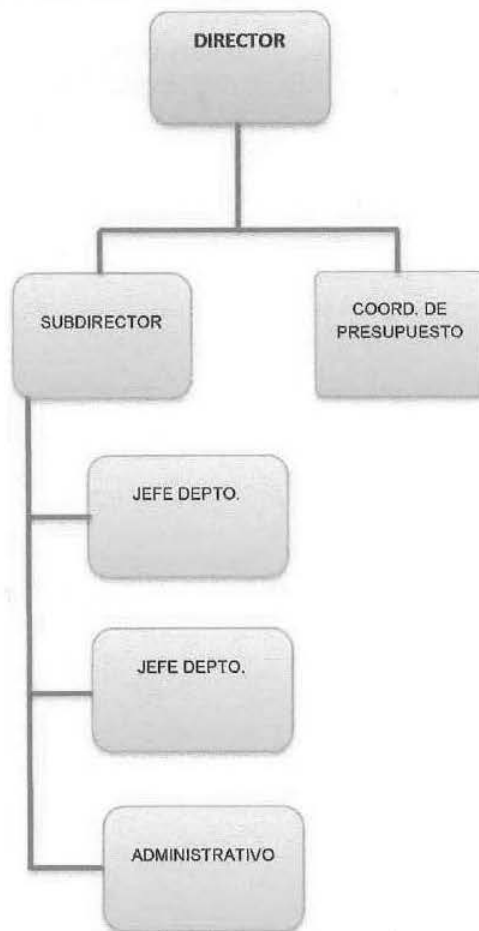 DIRECTOR
SUBDIRECTOR
COORD. DE
PRESUPUESTO
JEFE DEPTO.
JEFE DEPTO.
ADMINISTRATIVO